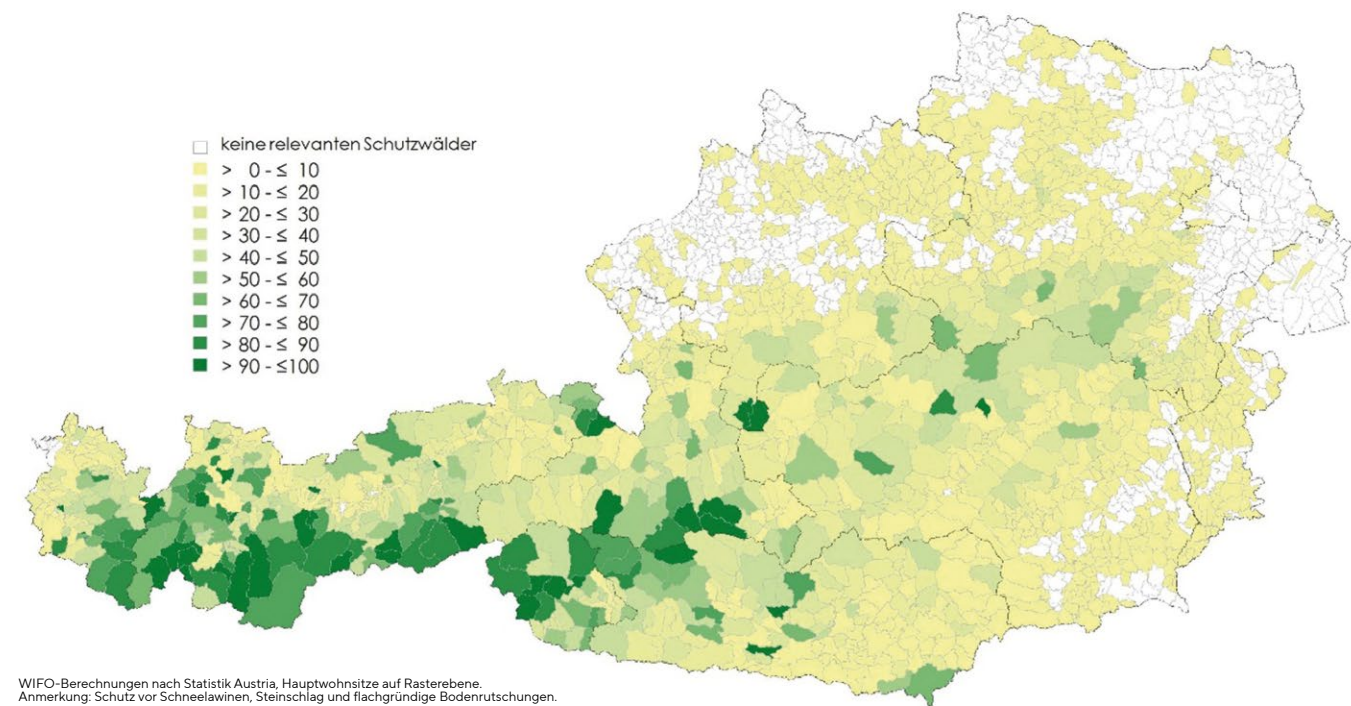 keine relevanten Schutzwälder
> 0 - ≤ 10
> 10 - ≤ 20
> 20 - ≤ 30
> 30 - ≤ 40
> 40 - ≤ 50
> 50 - ≤ 60
> 60 - ≤ 70
> 70 - ≤ 80
> 80 - ≤ 90
> 90 - ≤100
WIFO-Berechnungen nach Statistik Austria, Hauptwohnsitze auf Rasterebene.
Anmerkung: Schutz vor Schneelawinen, Steinschlag und flachgründige Bodenrutschungen.